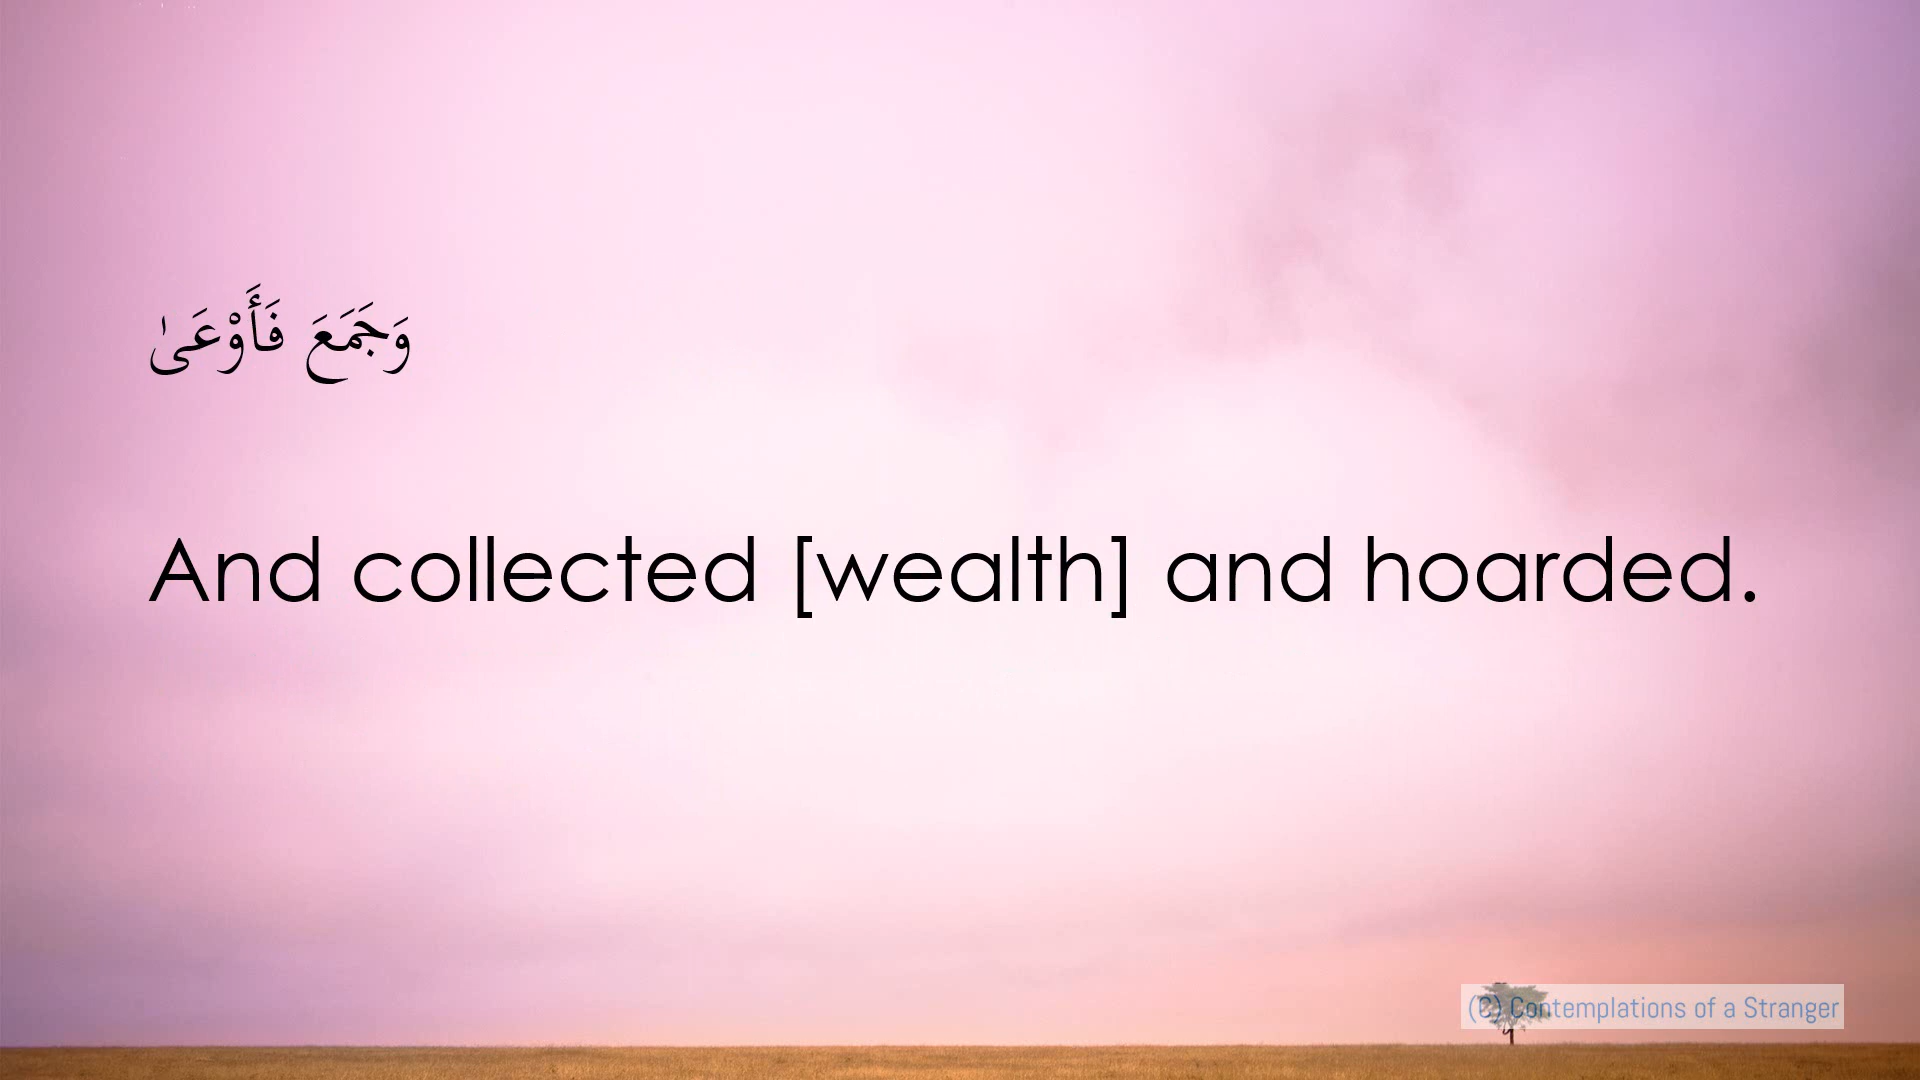 وَجَمَعَ فَأَوْعَىٰ
And collected [wealth] and hoarded.
(C) Contemplations of a Stranger